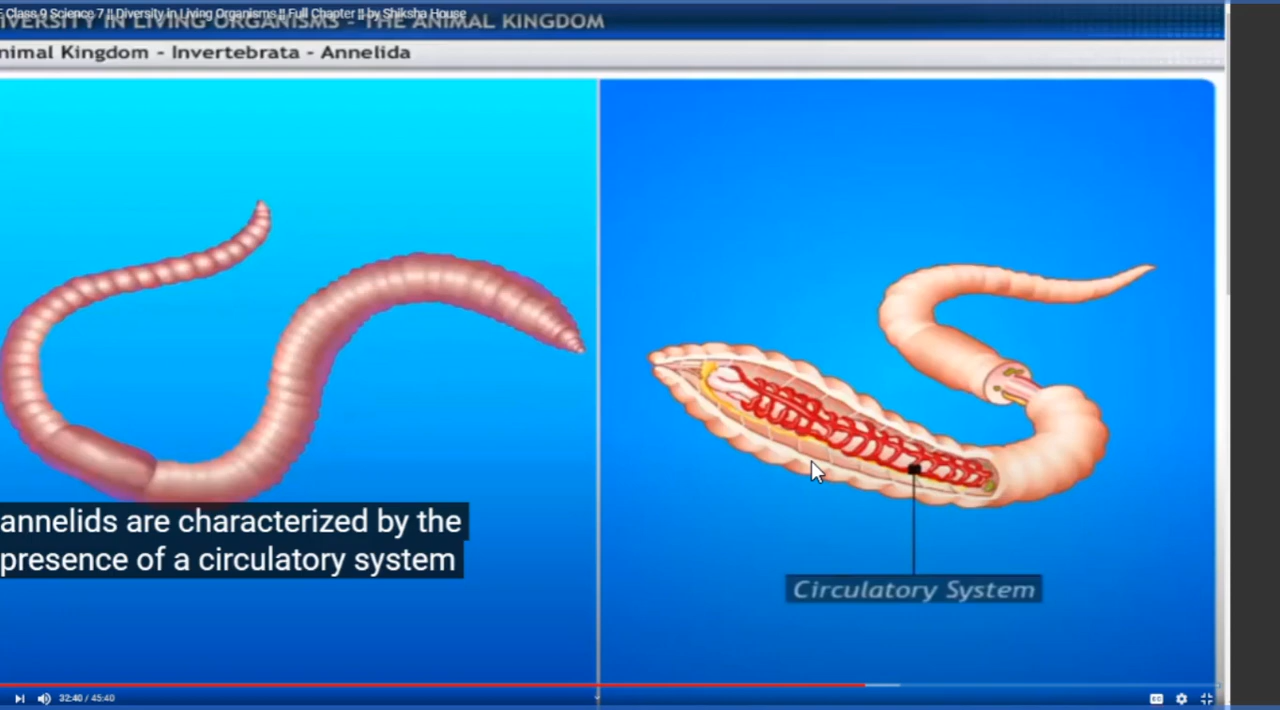 Class 9 Science 7 || Diversity in Living Organisms || Full Chapter || by Shiksha House
IVERSITY IN LIVING ORGANISMS - THE ANIMAL KINGDOM
nimal Kingdom - Invertebrata - Annelida
annelids are characterized by the
presence of a circulatory system
Circulatory System
32:40 / 45:40